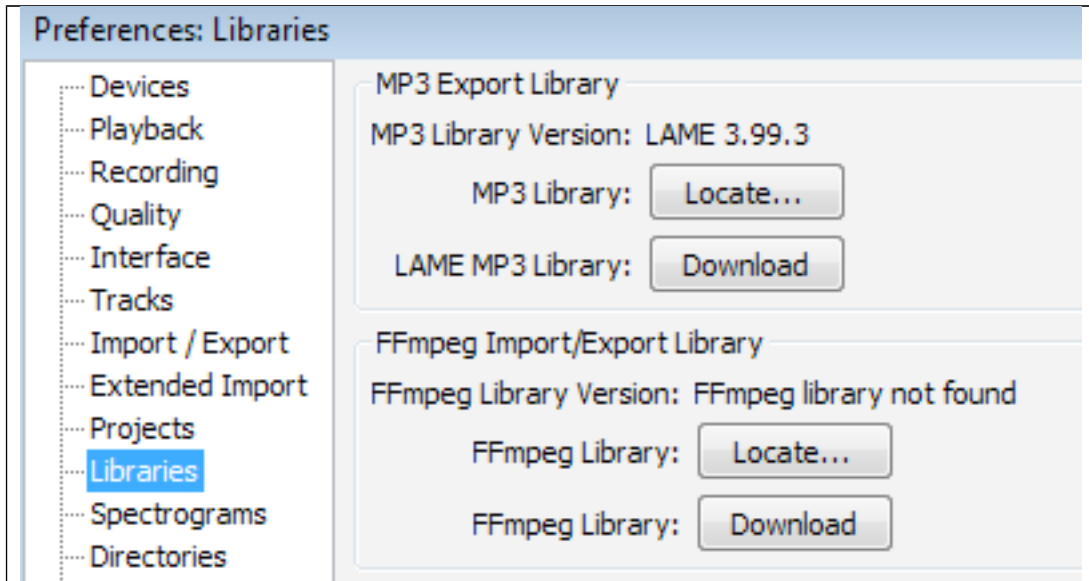 Preferences: Libraries
Devices
Playback
Recording
Quality
Interface
Tracks
Import / Export
Extended Import
Projects
Libraries
Spectrograms
Directories
MP3 Export Library
MP3 Library Version: LAME 3.99.3
MP3 Library: Locate...
LAME MP3 Library: Download
FFmpeg Import/Export Library
FFmpeg Library Version: FFmpeg library not found
FFmpeg Library: Locate...
FFmpeg Library: Download